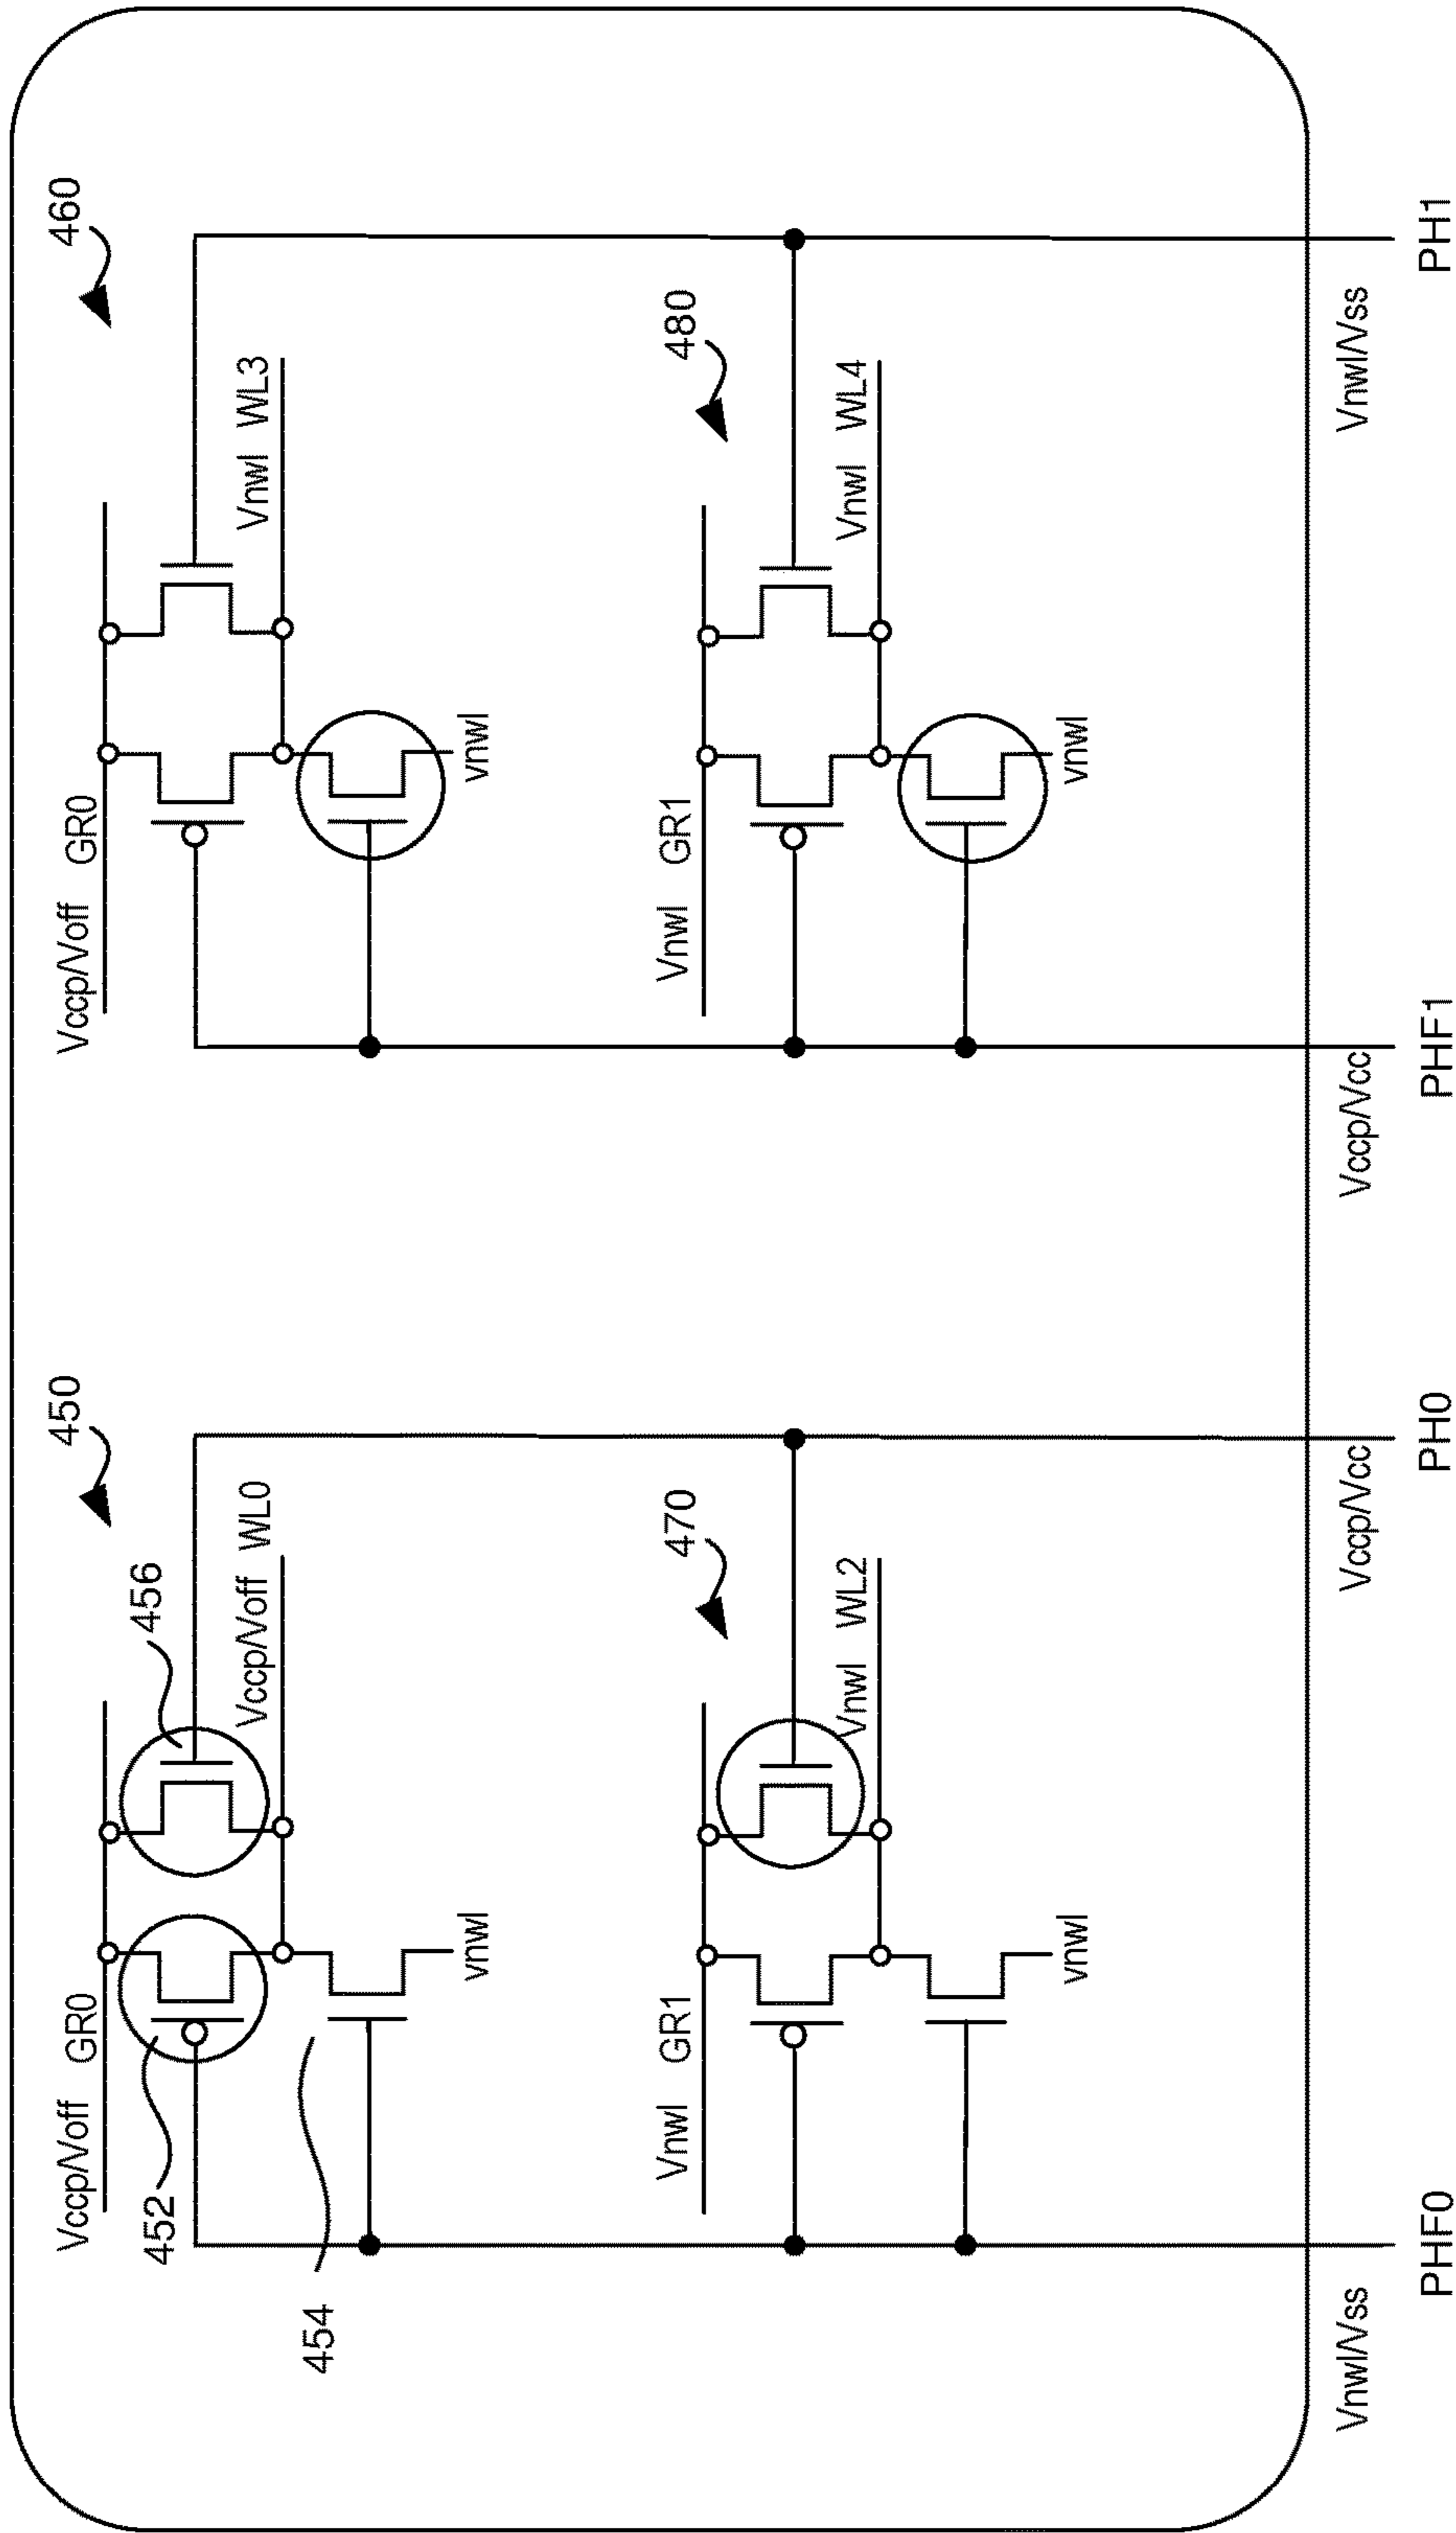 450
460
Vccp/Voff GR0
456
452
454
Vccp/Voff WL0
vnwl
Vccp/Voff GR0
Vnwl WL3
vnwl
470
480
Vnwl GR1
Vnwl WL2
vnwl
Vnwl GR1
Vnwl WL4
vnwl
Vnwl/Vss
Vccp/Vcc
Vccp/Vcc
Vnwl/Vss
PHF0
PH0
PHF1
PH1